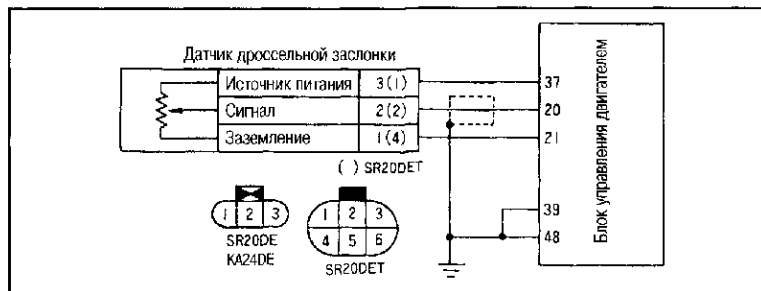 Датчик дроссельной заслонки
Источник питания 3(1) 37
Сигнал 2(2) 20
Заземление 1(4) 21
( ) SR20DET
39
48
Блок управления двигателем
1 2 3
SR20DE
KA24DE
1 2 3
4 5 6
SR20DET